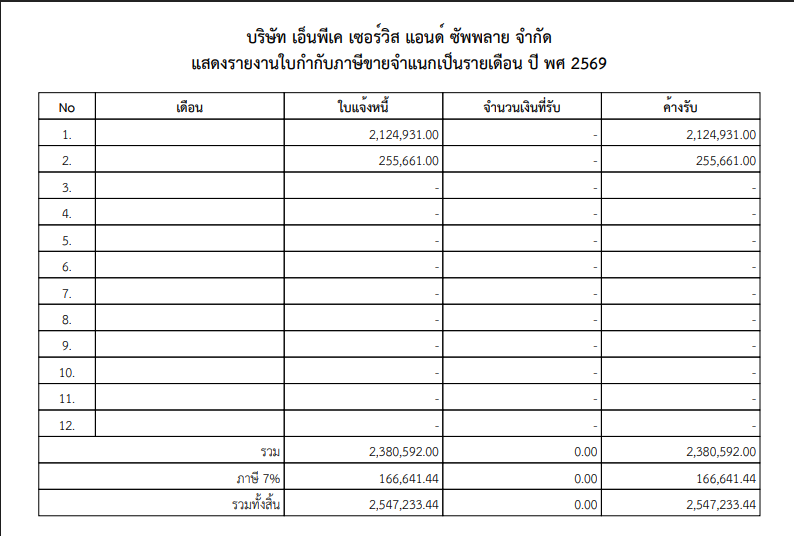 บริษัท เอ็นพีเค เซอร์วิส แอนด์ ซัพพลาย จำกัด
แสดงรายงานใบกำกับภาษีขายจำแนกเป็นรายเดือน ปี พศ 2569
No เดือน ใบแจ้งหนี้ จำนวนเงินที่รับ ค้างรับ
1. 2,124,931.00 - 2,124,931.00
2. 255,661.00 - 255,661.00
3. - - -
4. - - -
5. - - -
6. - - -
7. - - -
8. - - -
9. - - -
10. - - -
11. - - -
12. - - -
รวม 2,380,592.00 0.00 2,380,592.00
ภาษี 7% 166,641.44 0.00 166,641.44
รวมทั้งสิ้น 2,547,233.44 0.00 2,547,233.44